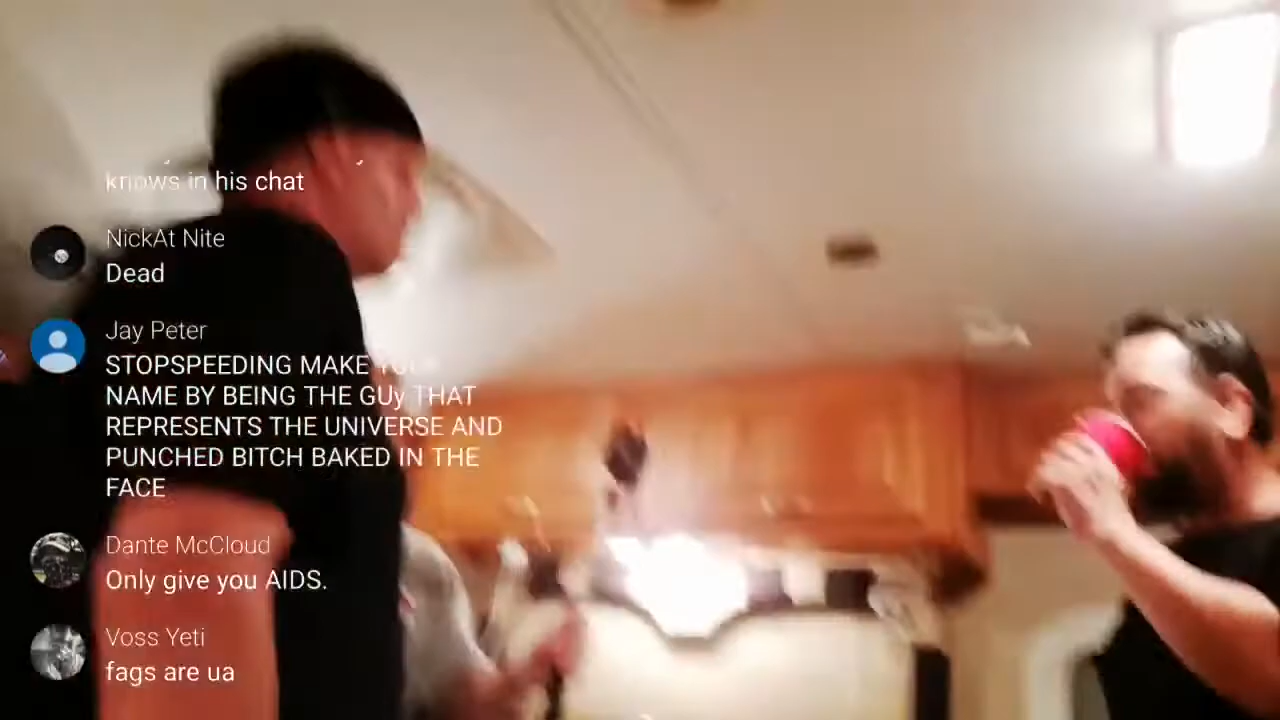 knows in his chat
NickAt Nite
Dead
Jay Peter
STOPSPEEDING MAKE YOUR
NAME BY BEING THE GUy THAT
REPRESENTS THE UNIVERSE AND
PUNCHED BITCH BAKED IN THE
FACE
Dante McCloud
Only give you AIDS.
Voss Yeti
fags are ua